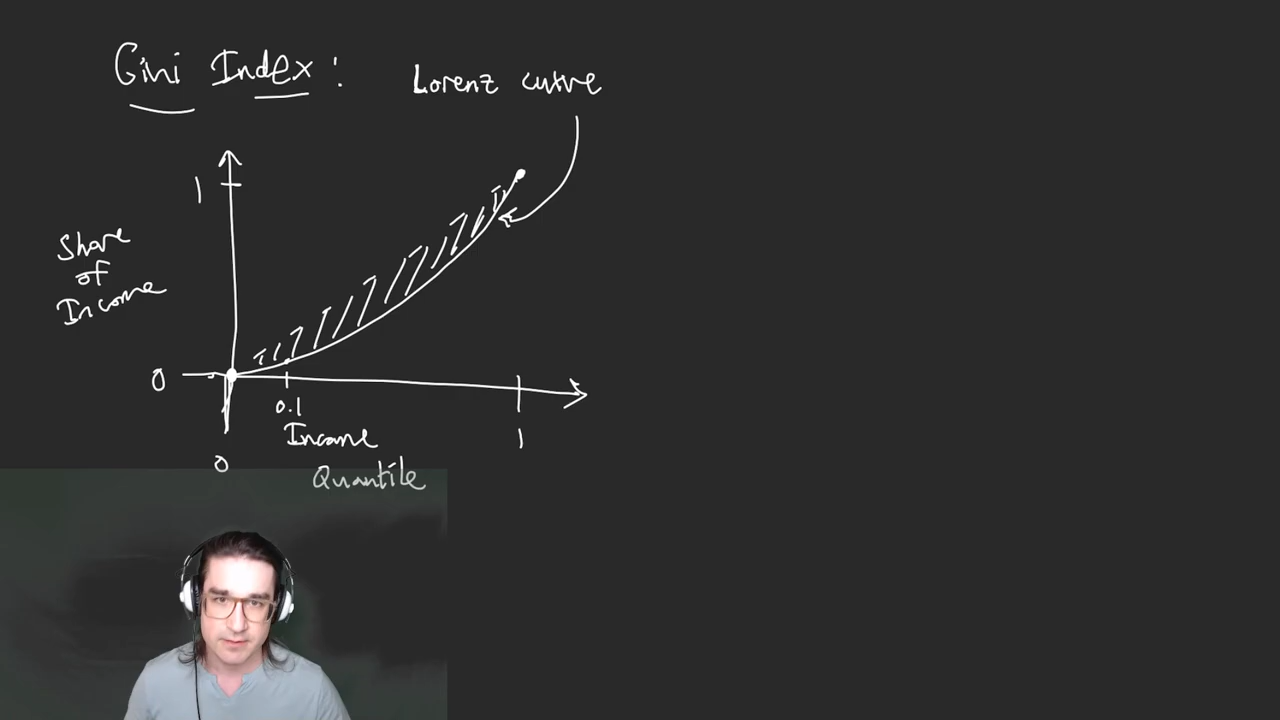 Gini Index:
Lorenz curve
1
Share
of
Income
0
0.1
1
Income
0
Quantile